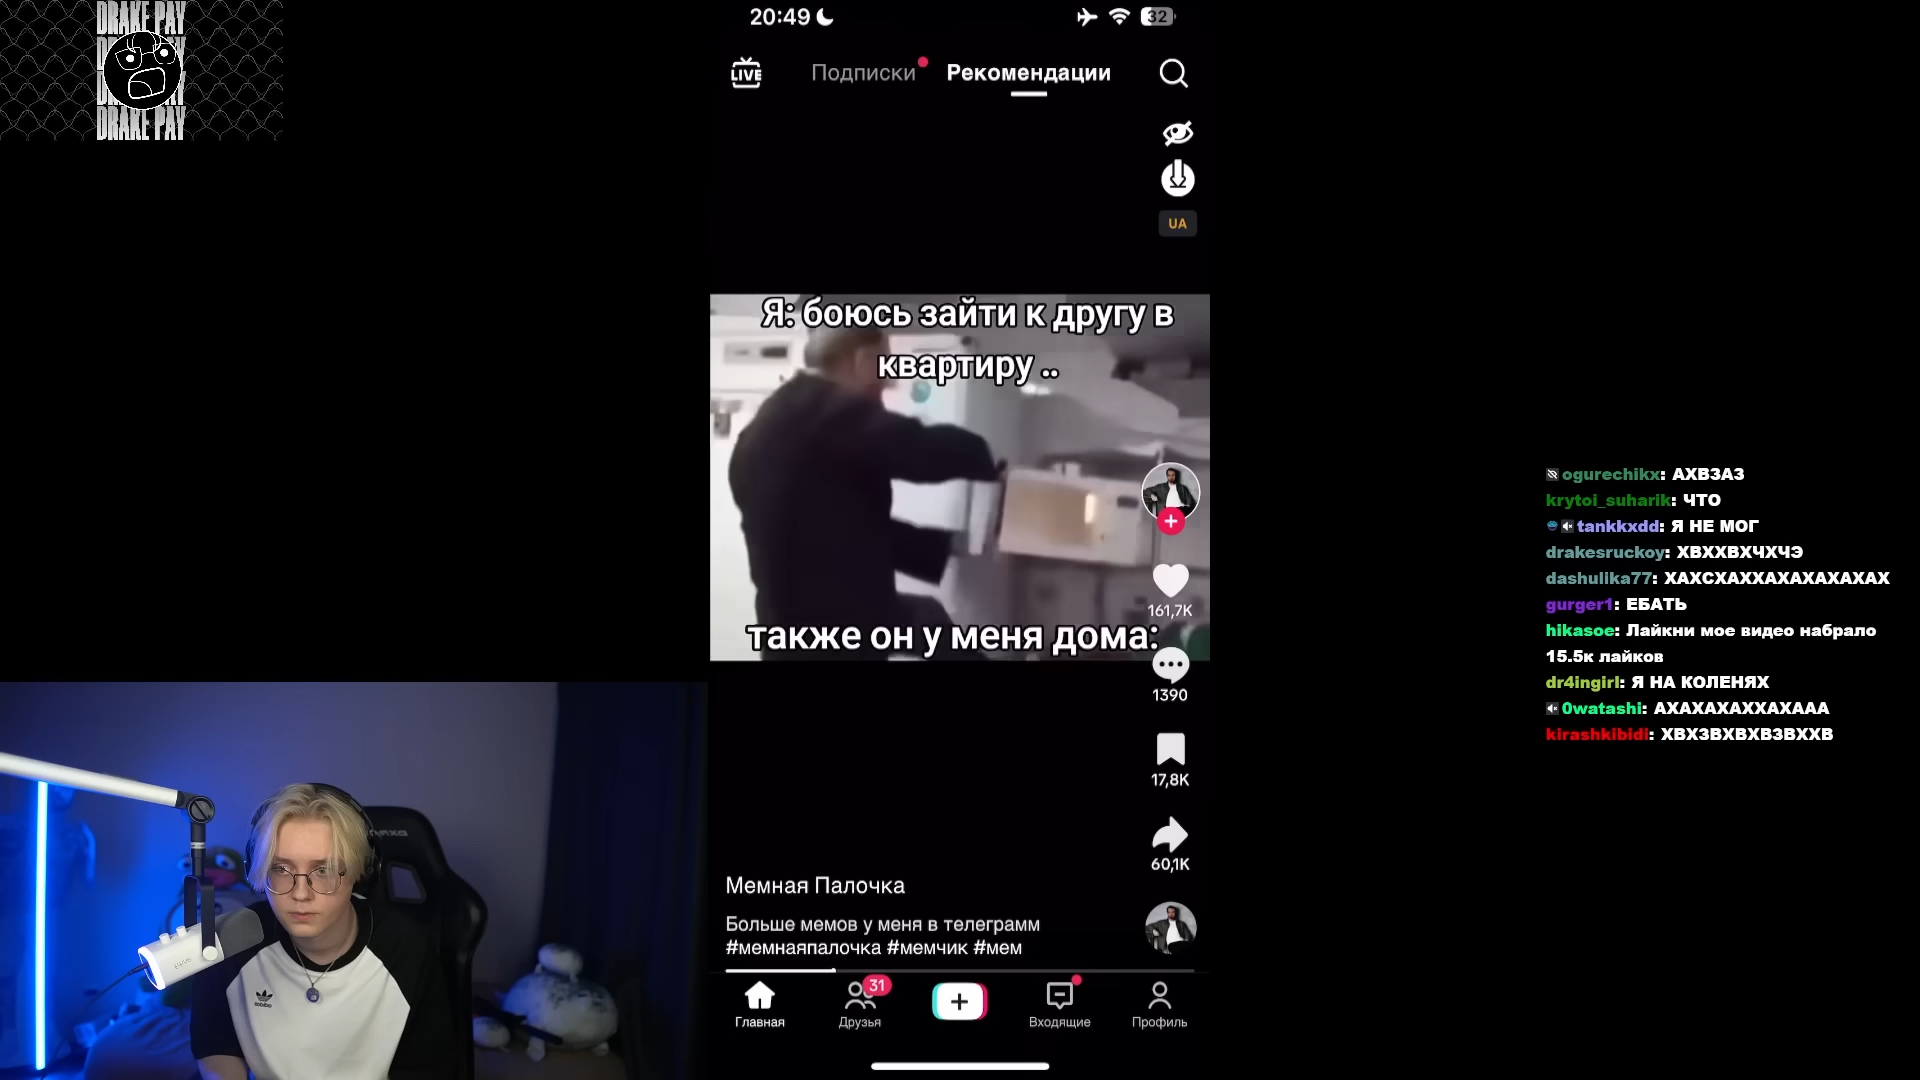 DRAKE PAY
DRAKE PAY
20:49
32
LIVE
Подписки
Рекомендации
UA
Я: боюсь зайти к другу в
квартиру ..
также он у меня дома:
161,7K
1390
17,8K
60,1K
Мемная Палочка
Больше мемов у меня в телеграмм
#мемнаяпалочка #мемчик #мем
31
Главная
Друзья
Входящие
Профиль
ogurechikx: АХВЗАЗ
krytoi_suharik: ЧТО
tankkxdd: Я НЕ МОГ
drakesruckoy: ХВХХВХЧХЧЭ
dashulika77: ХАХСХАХХАХАХАХАХАХ
gurger1: ЕБАТЬ
hikasoe: Лайкни мое видео набрало
15.5к лайков
dr4ingirl: Я НА КОЛЕНЯХ
0watashi: АХАХАХАХХАХААА
kirashkibidi: ХВХЗВХВХВЗВХХВ